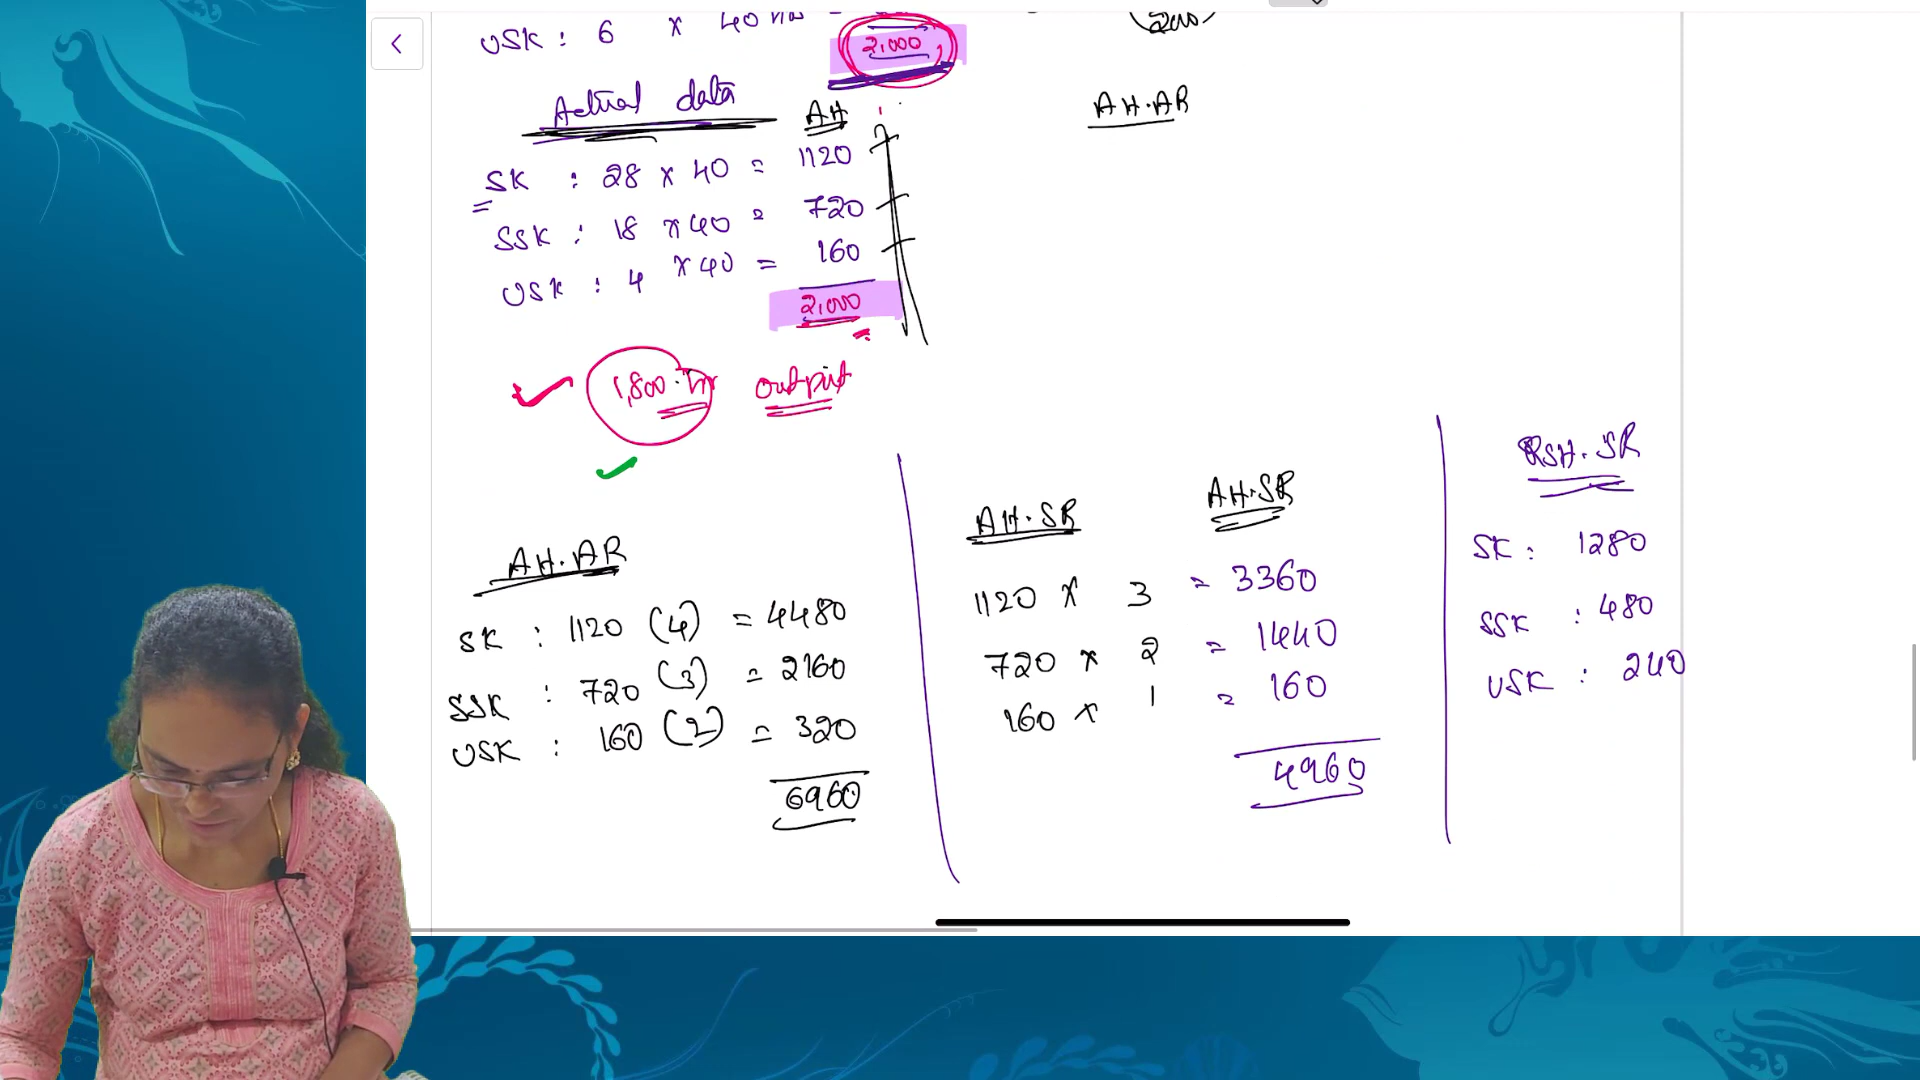 USK : 6 x 40
2,000
Actual data
AH
SK : 28 x 40 = 1120
SSK : 18 x 40 = 720
USK : 4 x 40 = 160
2,000
1,800 hr output
AH.AR
AH.AR
SK : 1120 (4) = 4480
SSK : 720 (3) = 2160
USK : 160 (2) = 320
6960
AH.SR AH.SR
1120 x 3 = 3360
720 x 2 = 1440
160 x 1 = 160
4960
RSH.SR
SK : 1280
SSK : 480
USK : 240